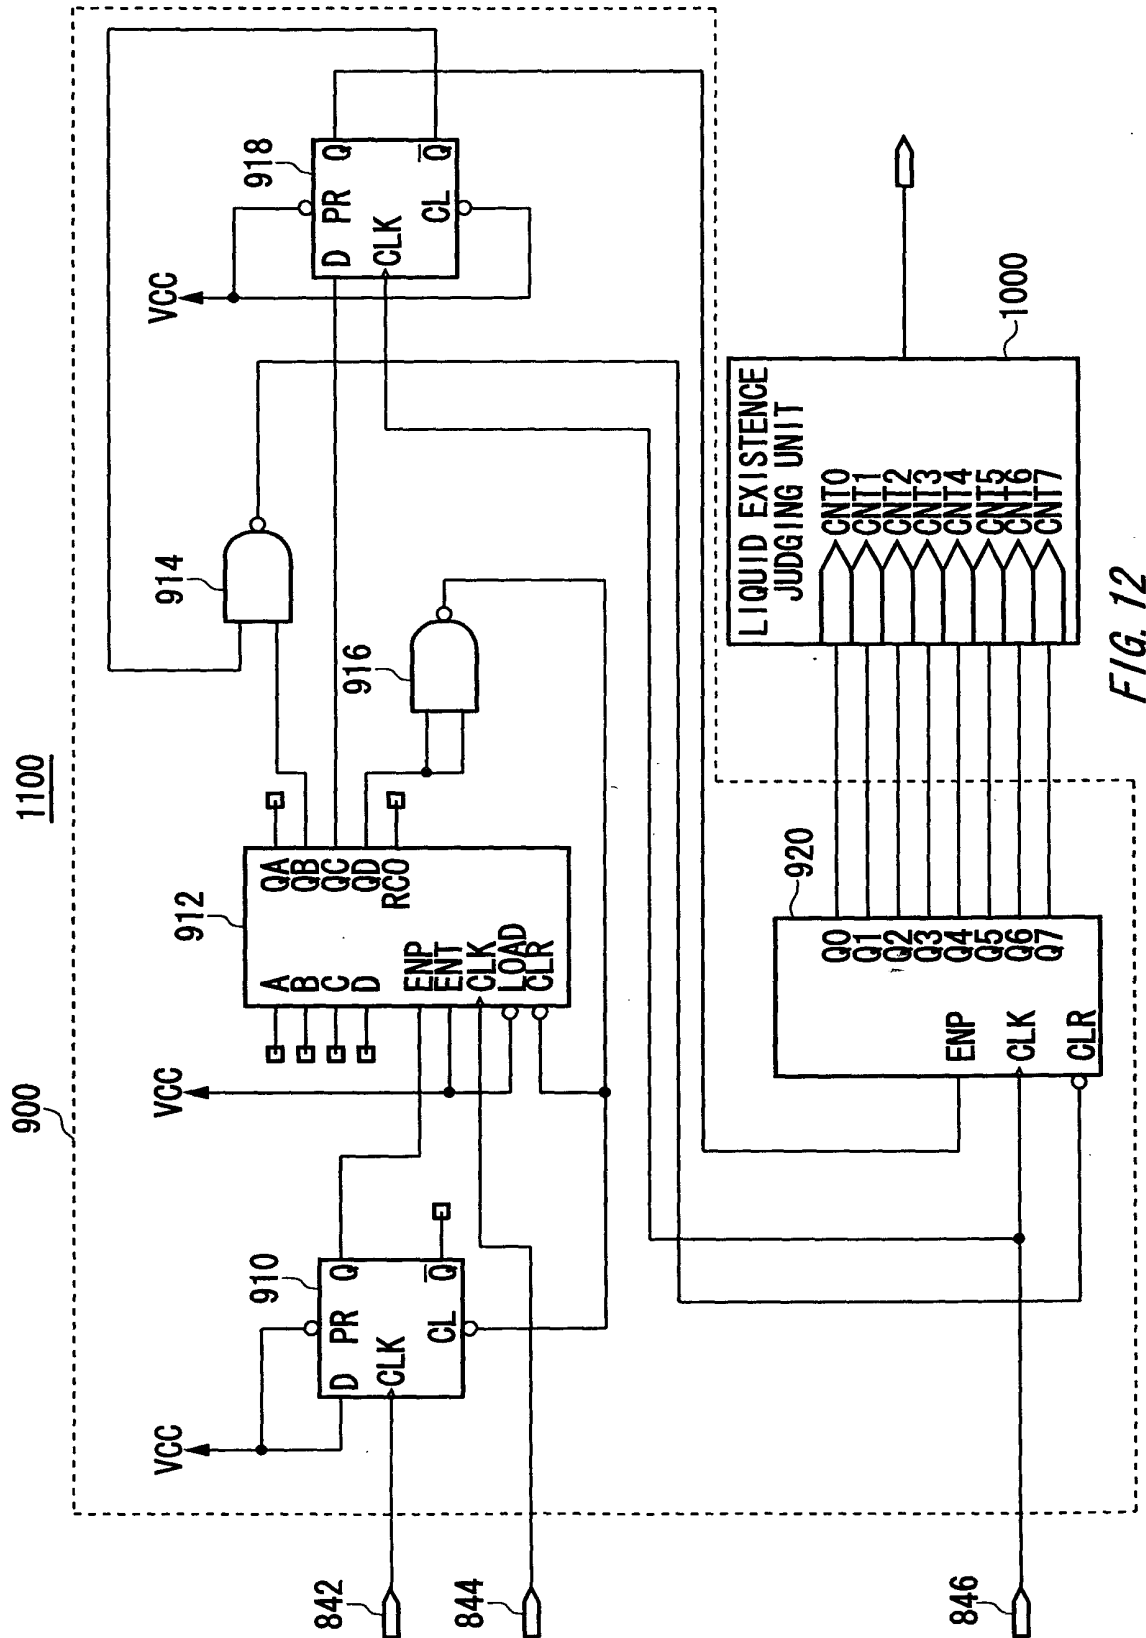 1100
900
VCC
910
D
PR
Q
CLK
CL
Q
912
VCC
A
B
C
D
ENP
ENT
CLK
LOAD
CLR
QA
QB
QC
QD
RCO
914
916
VCC
918
D
PR
Q
CLK
CL
Q
842
844
846
920
ENP
CLK
CLR
Q0
Q1
Q2
Q3
Q4
Q5
Q6
Q7
LIQUID EXISTENCE
JUDGING UNIT
CNT0
CNT1
CNT2
CNT3
CNT4
CNT5
CNT6
CNT7
1000
FIG. 12